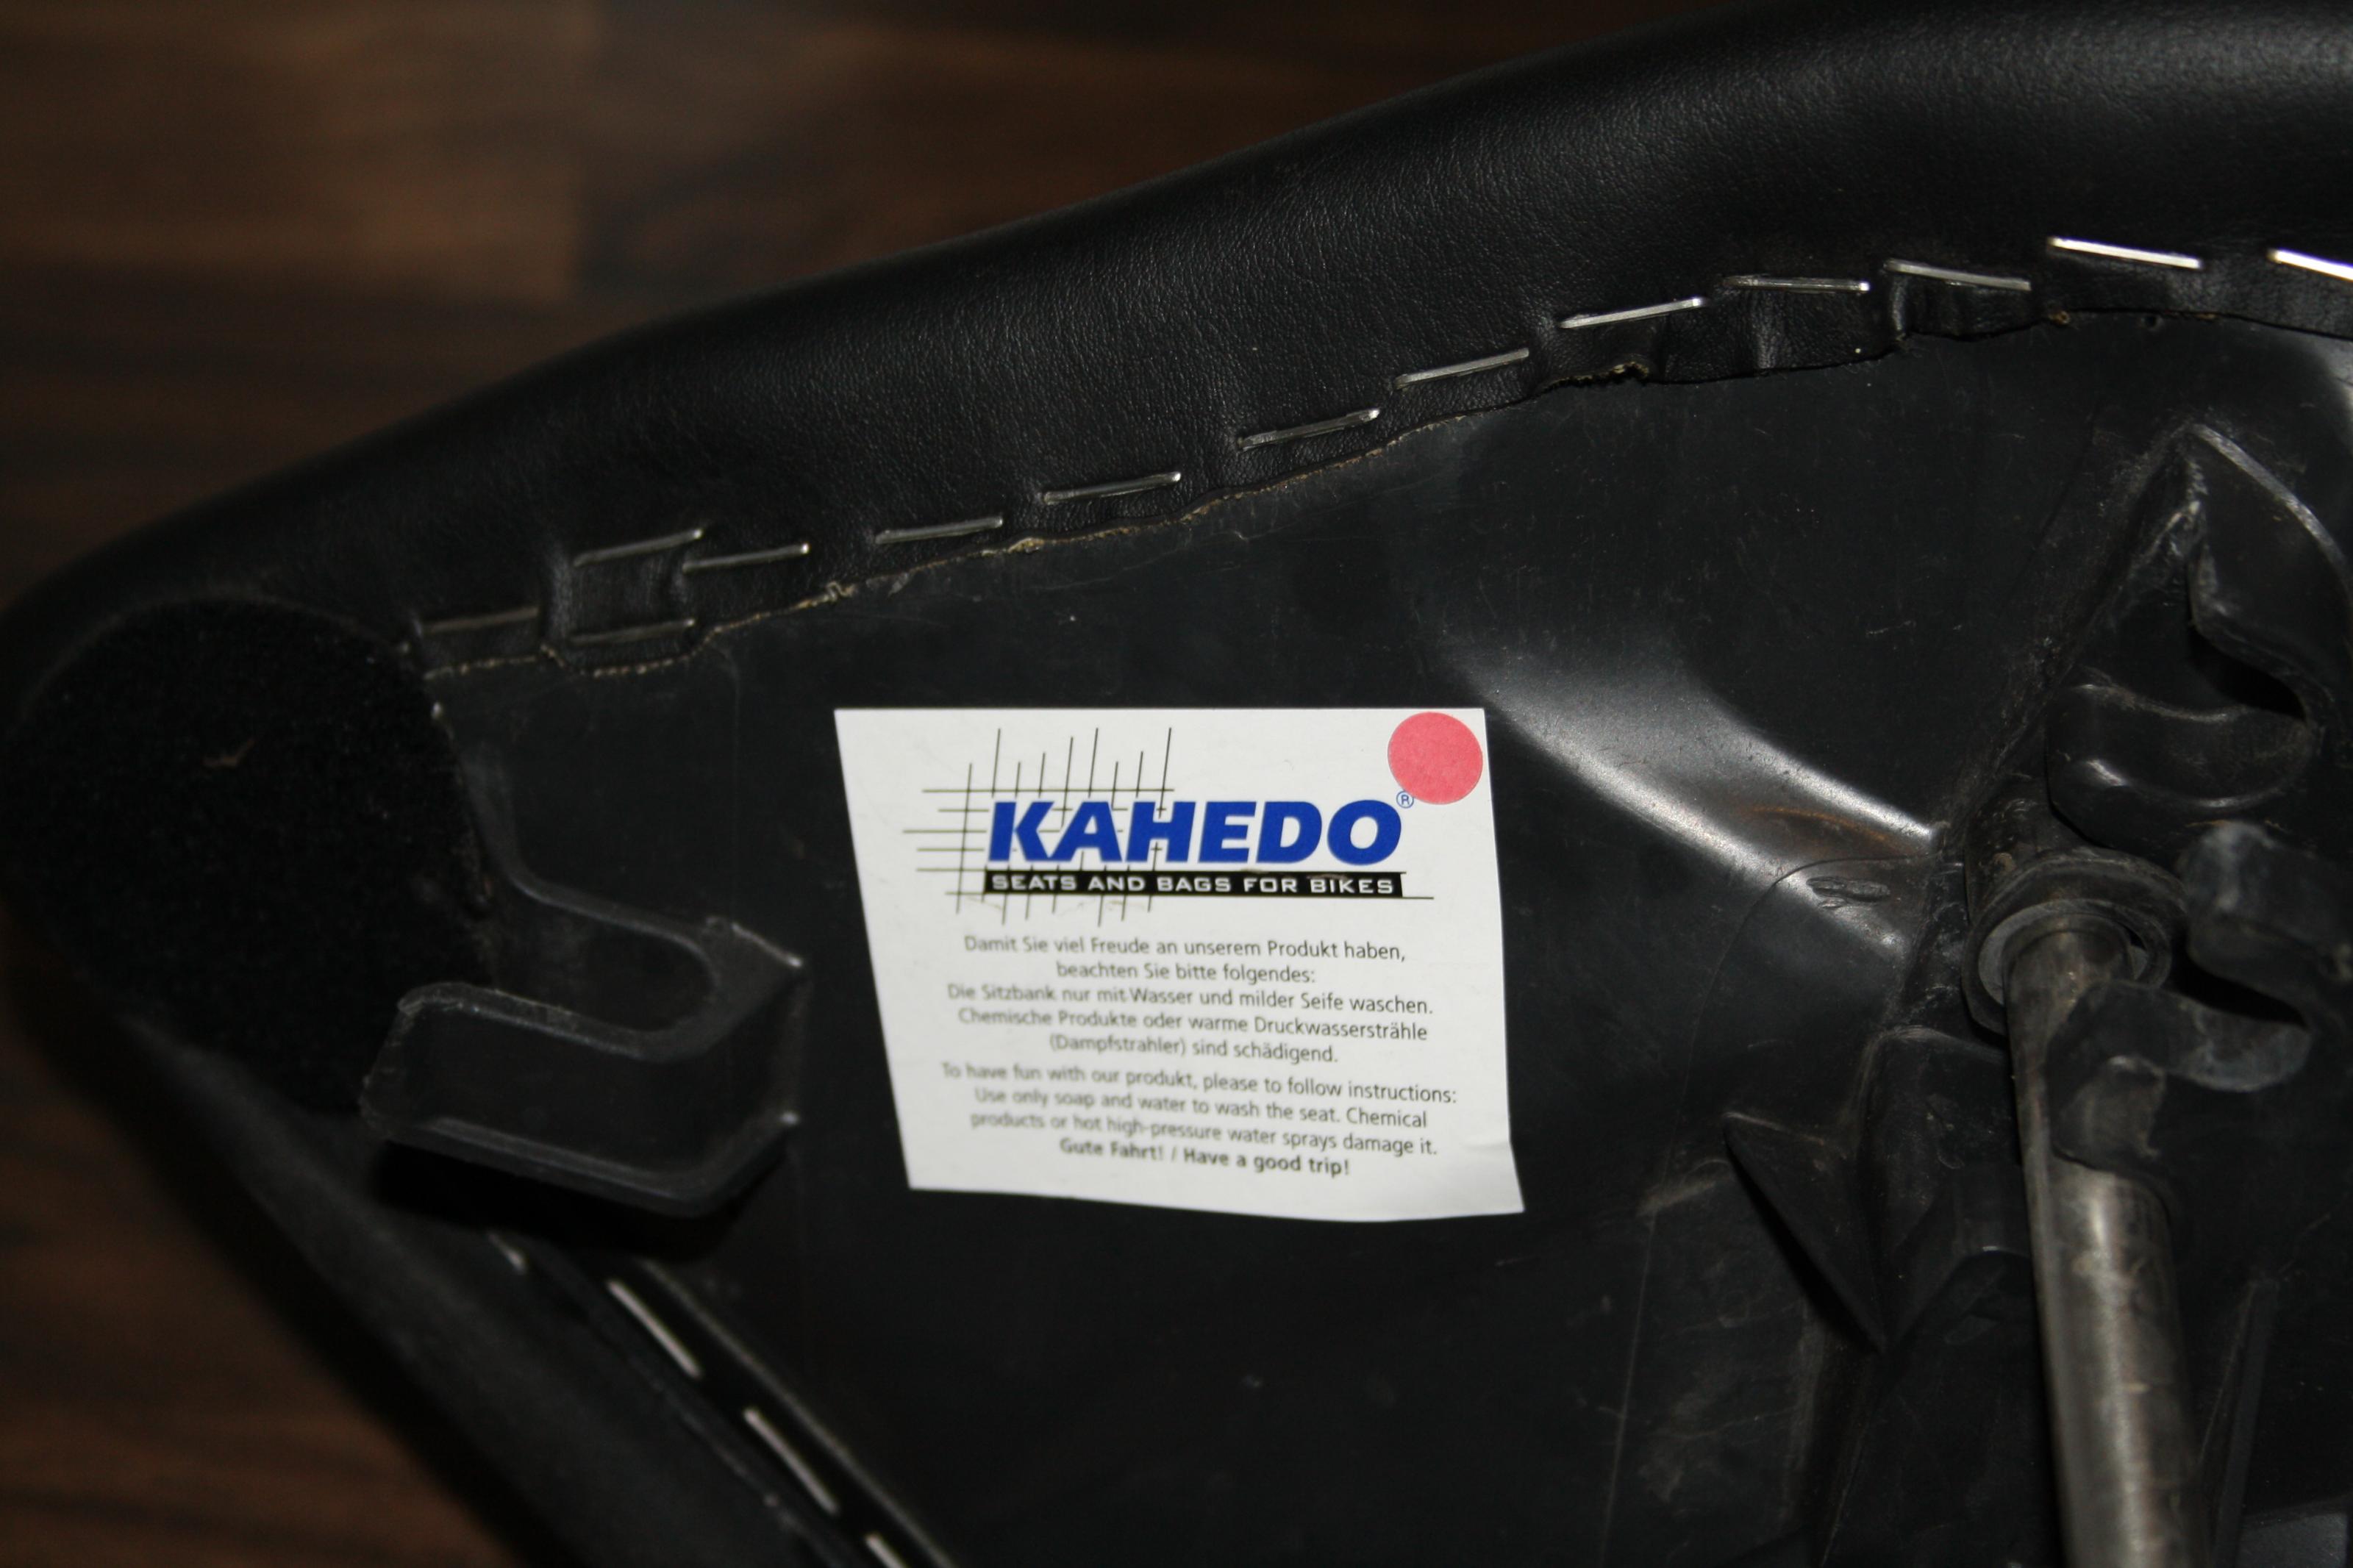 KAHEDO®
SEATS AND BAGS FOR BIKES
Damit Sie viel Freude an unserem Produkt haben,
beachten Sie bitte folgendes:
Die Sitzbank nur mit Wasser und milder Seife waschen.
Chemische Produkte oder warme Druckwassersträhle
(Dampfstrahler) sind schädigend.
To have fun with our produkt, please to follow instructions:
Use only soap and water to wash the seat. Chemical
products or hot high-pressure water sprays damage it.
Gute Fahrt! / Have a good trip!